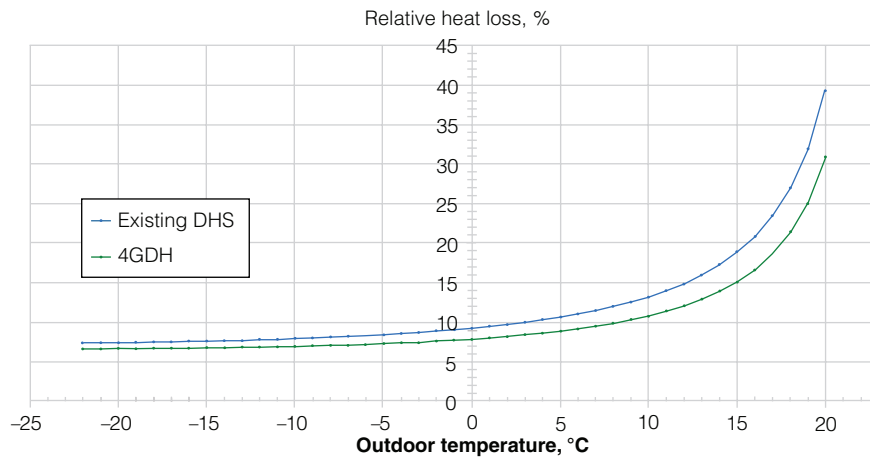 Relative heat loss, %
45
40
35
30
25
20
15
10
5
0
Existing DHS
4GDH
–25 –20 –15 –10 –5 0 5 10 15 20
Outdoor temperature, °C